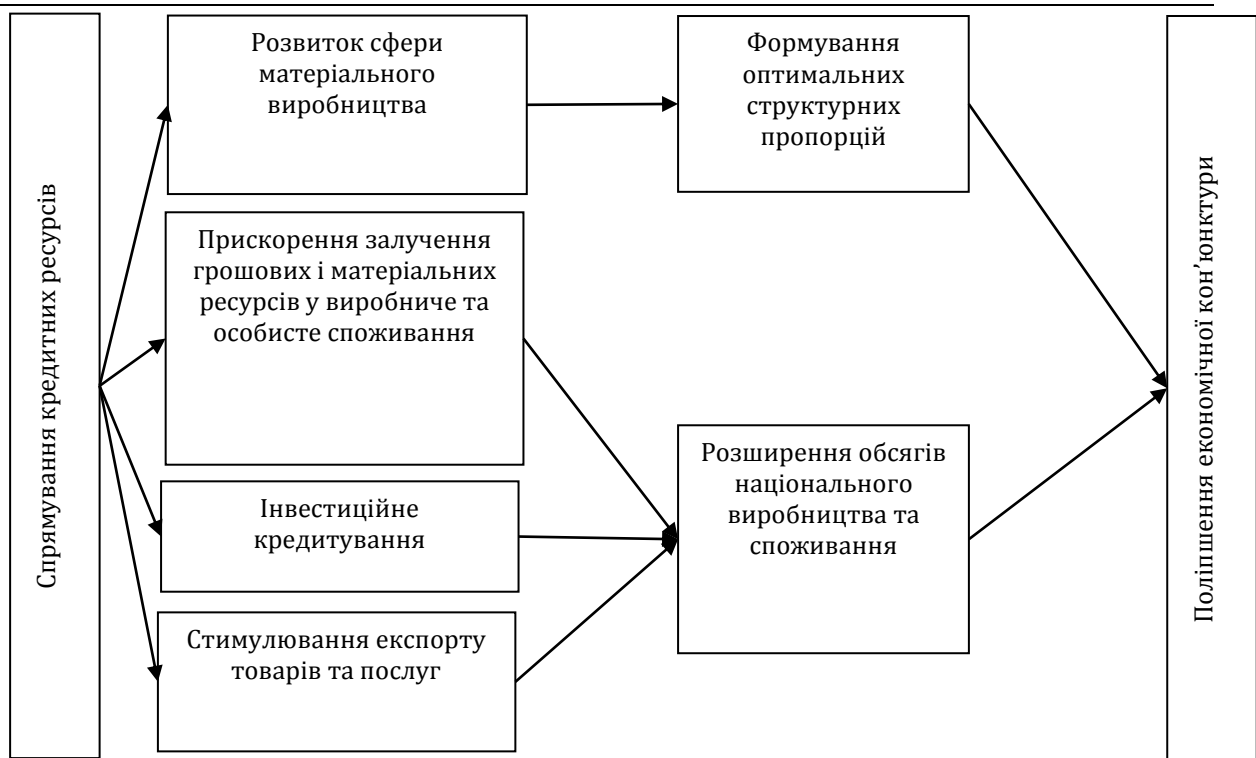 Спрямування кредитних ресурсів
Розвиток сфери
матеріального
виробництва
Прискорення залучення
грошових і матеріальних
ресурсів у виробниче та
особисте споживання
Інвестиційне
кредитування
Стимулювання експорту
товарів та послуг
Формування
оптимальних
структурних
пропорцій
Розширення обсягів
національного
виробництва та
споживання
Поліпшення економічної кон’юнктури